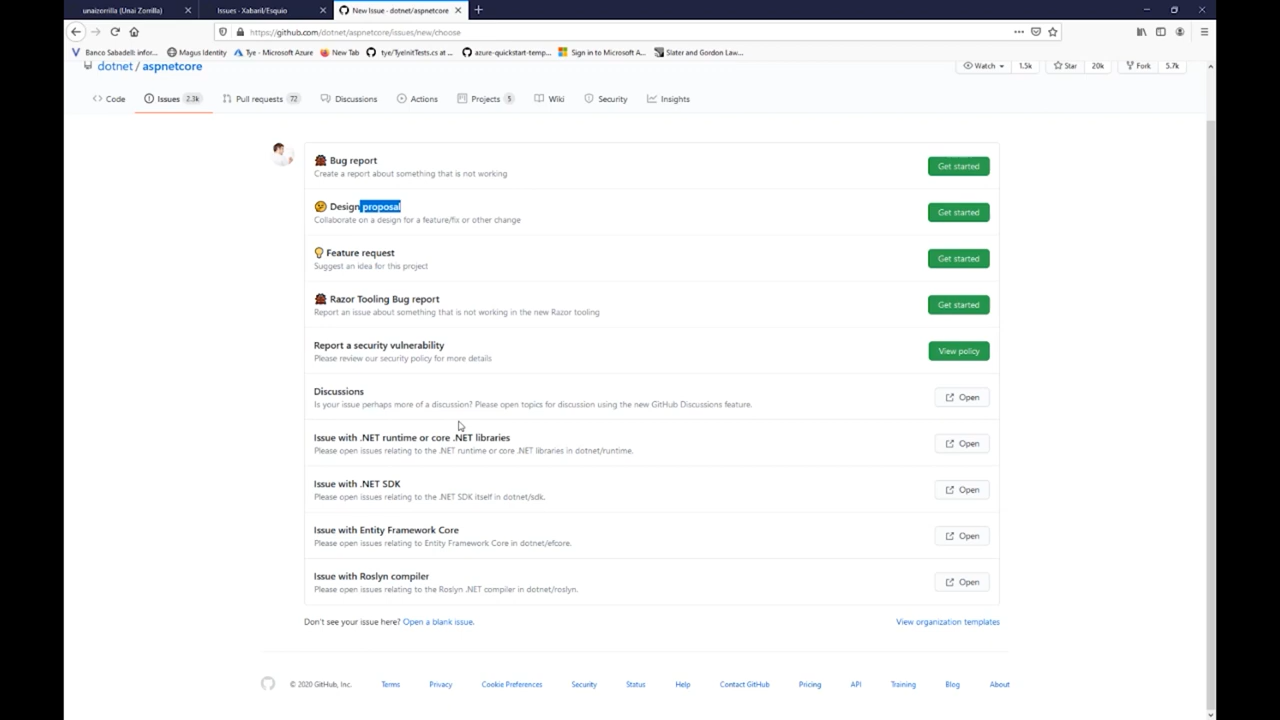 unaizorrilla (Unai Zorrilla)
Issues · Xabaril/Esquio
New Issue · dotnet/aspnetcore
https://github.com/dotnet/aspnetcore/issues/new/choose
Banco Sabadell: infor...
Magus Identity
Tye - Microsoft Azure
New Tab
tye/TyeInitTests.cs at ...
azure-quickstart-temp...
Sign in to Microsoft A...
Slater and Gordon Law...
dotnet / aspnetcore
Watch 1.5k
Star 20k
Fork 5.7k
Code
Issues 2.3k
Pull requests 72
Discussions
Actions
Projects 5
Wiki
Security
Insights
Bug report
Create a report about something that is not working
Get started
Design proposal
Collaborate on a design for a feature/fix or other change
Get started
Feature request
Suggest an idea for this project
Get started
Razor Tooling Bug report
Report an issue about something that is not working in the new Razor tooling
Get started
Report a security vulnerability
Please review our security policy for more details
View policy
Discussions
Is your issue perhaps more of a discussion? Please open topics for discussion using the new GitHub Discussions feature.
Open
Issue with .NET runtime or core .NET libraries
Please open issues relating to the .NET runtime or core .NET libraries in dotnet/runtime.
Open
Issue with .NET SDK
Please open issues relating to the .NET SDK itself in dotnet/sdk.
Open
Issue with Entity Framework Core
Please open issues relating to Entity Framework Core in dotnet/efcore.
Open
Issue with Roslyn compiler
Please open issues relating to the Roslyn .NET compiler in dotnet/roslyn.
Open
Don't see your issue here? Open a blank issue.
View organization templates
© 2020 GitHub, Inc.
Terms
Privacy
Cookie Preferences
Security
Status
Help
Contact GitHub
Pricing
API
Training
Blog
About